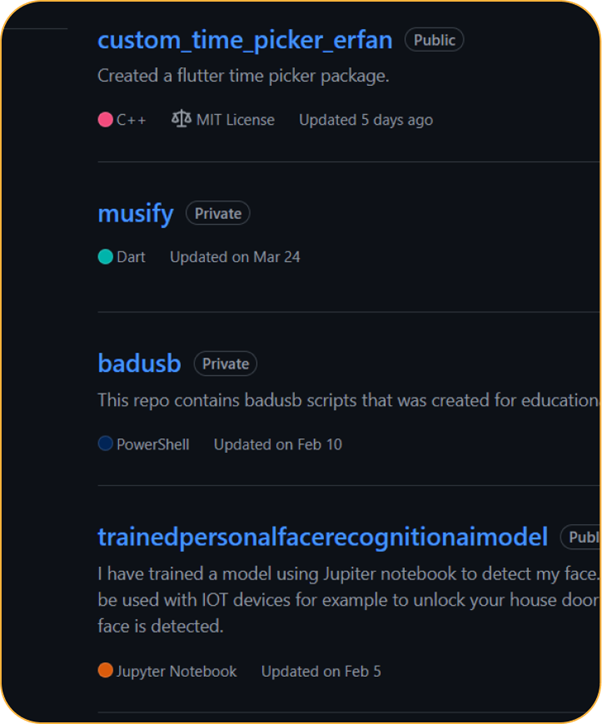 custom_time_picker_erfan Public
Created a flutter time picker package.
C++ MIT License Updated 5 days ago
musify Private
Dart Updated on Mar 24
badusb Private
This repo contains badusb scripts that was created for education
PowerShell Updated on Feb 10
trainedpersonalfacerecognitionaimodel Publ
I have trained a model using Jupiter notebook to detect my face.
be used with IOT devices for example to unlock your house door
face is detected.
Jupyter Notebook Updated on Feb 5